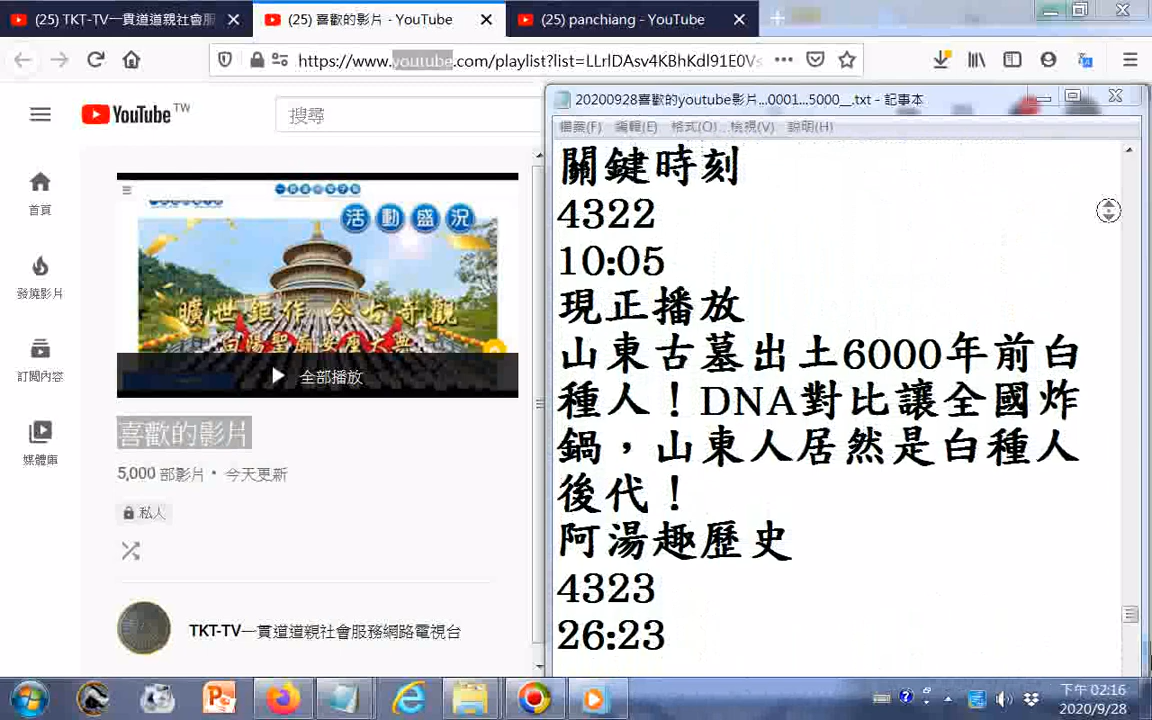 (25) TKT-TV一貫道道親社會服
(25) 喜歡的影片 - YouTube
(25) panchiang - YouTube
https://www.youtube.com/playlist?list=LLrlDAsv4KBhKdl91E0Vs
YouTube TW
搜尋
首頁
發燒影片
訂閱內容
媒體庫
活動盛況
曠世鉅作 今古奇觀
全部播放
喜歡的影片
5,000 部影片 • 今天更新
私人
TKT-TV一貫道道親社會服務網路電視台
20200928喜歡的youtube影片...0001...5000__.txt - 記事本
檔案(F) 編輯(E) 格式(O) 檢視(V) 說明(H)
關鍵時刻
4322
10:05
現正播放
山東古墓出土6000年前白
種人！DNA對比讓全國炸
鍋，山東人居然是白種人
後代！
阿湯趣歷史
4323
26:23
下午 02:16
2020/9/28